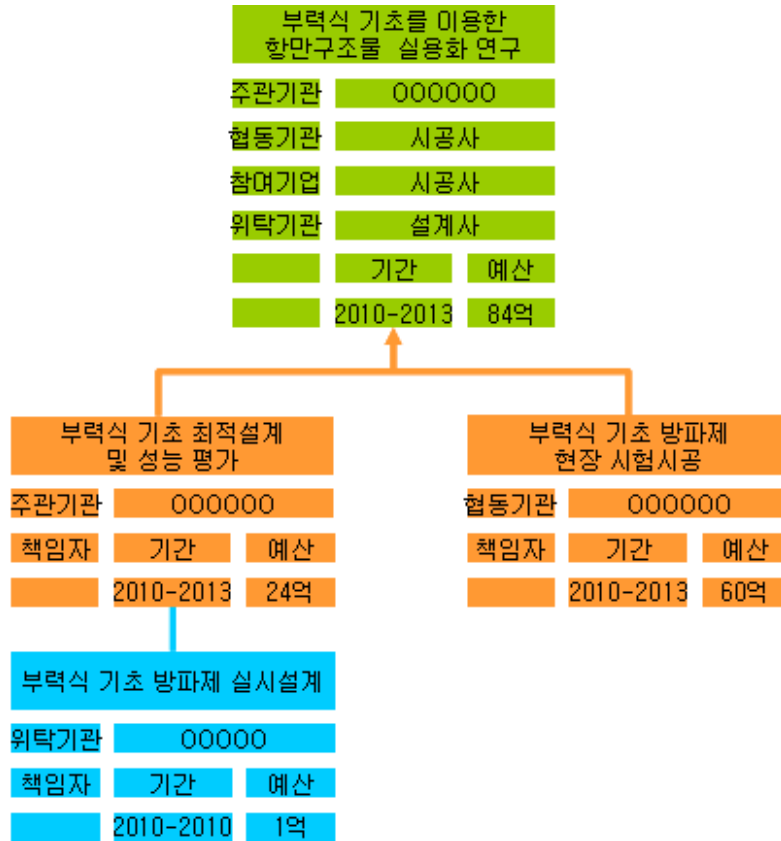 부력식 기초를 이용한
항만구조물 실용화 연구
주관기관 OOOOOO
협동기관 시공사
참여기업 시공사
위탁기관 설계사
기간 예산
2010-2013 84억
부력식 기초 최적설계
및 성능 평가
주관기관 OOOOOO
책임자 기간 예산
2010-2013 24억
부력식 기초 방파제
현장 시험시공
협동기관 OOOOOO
책임자 기간 예산
2010-2013 60억
부력식 기초 방파제 실시설계
위탁기관 OOOOO
책임자 기간 예산
2010-2010 1억